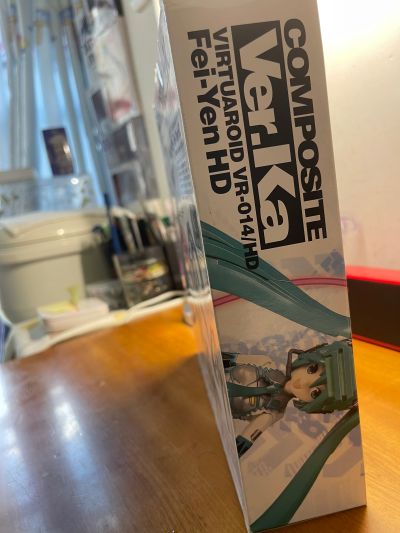 COMPOSITE
Ver.Ka
VIRTUAROID VR-014/HD
Fei-Yen HD